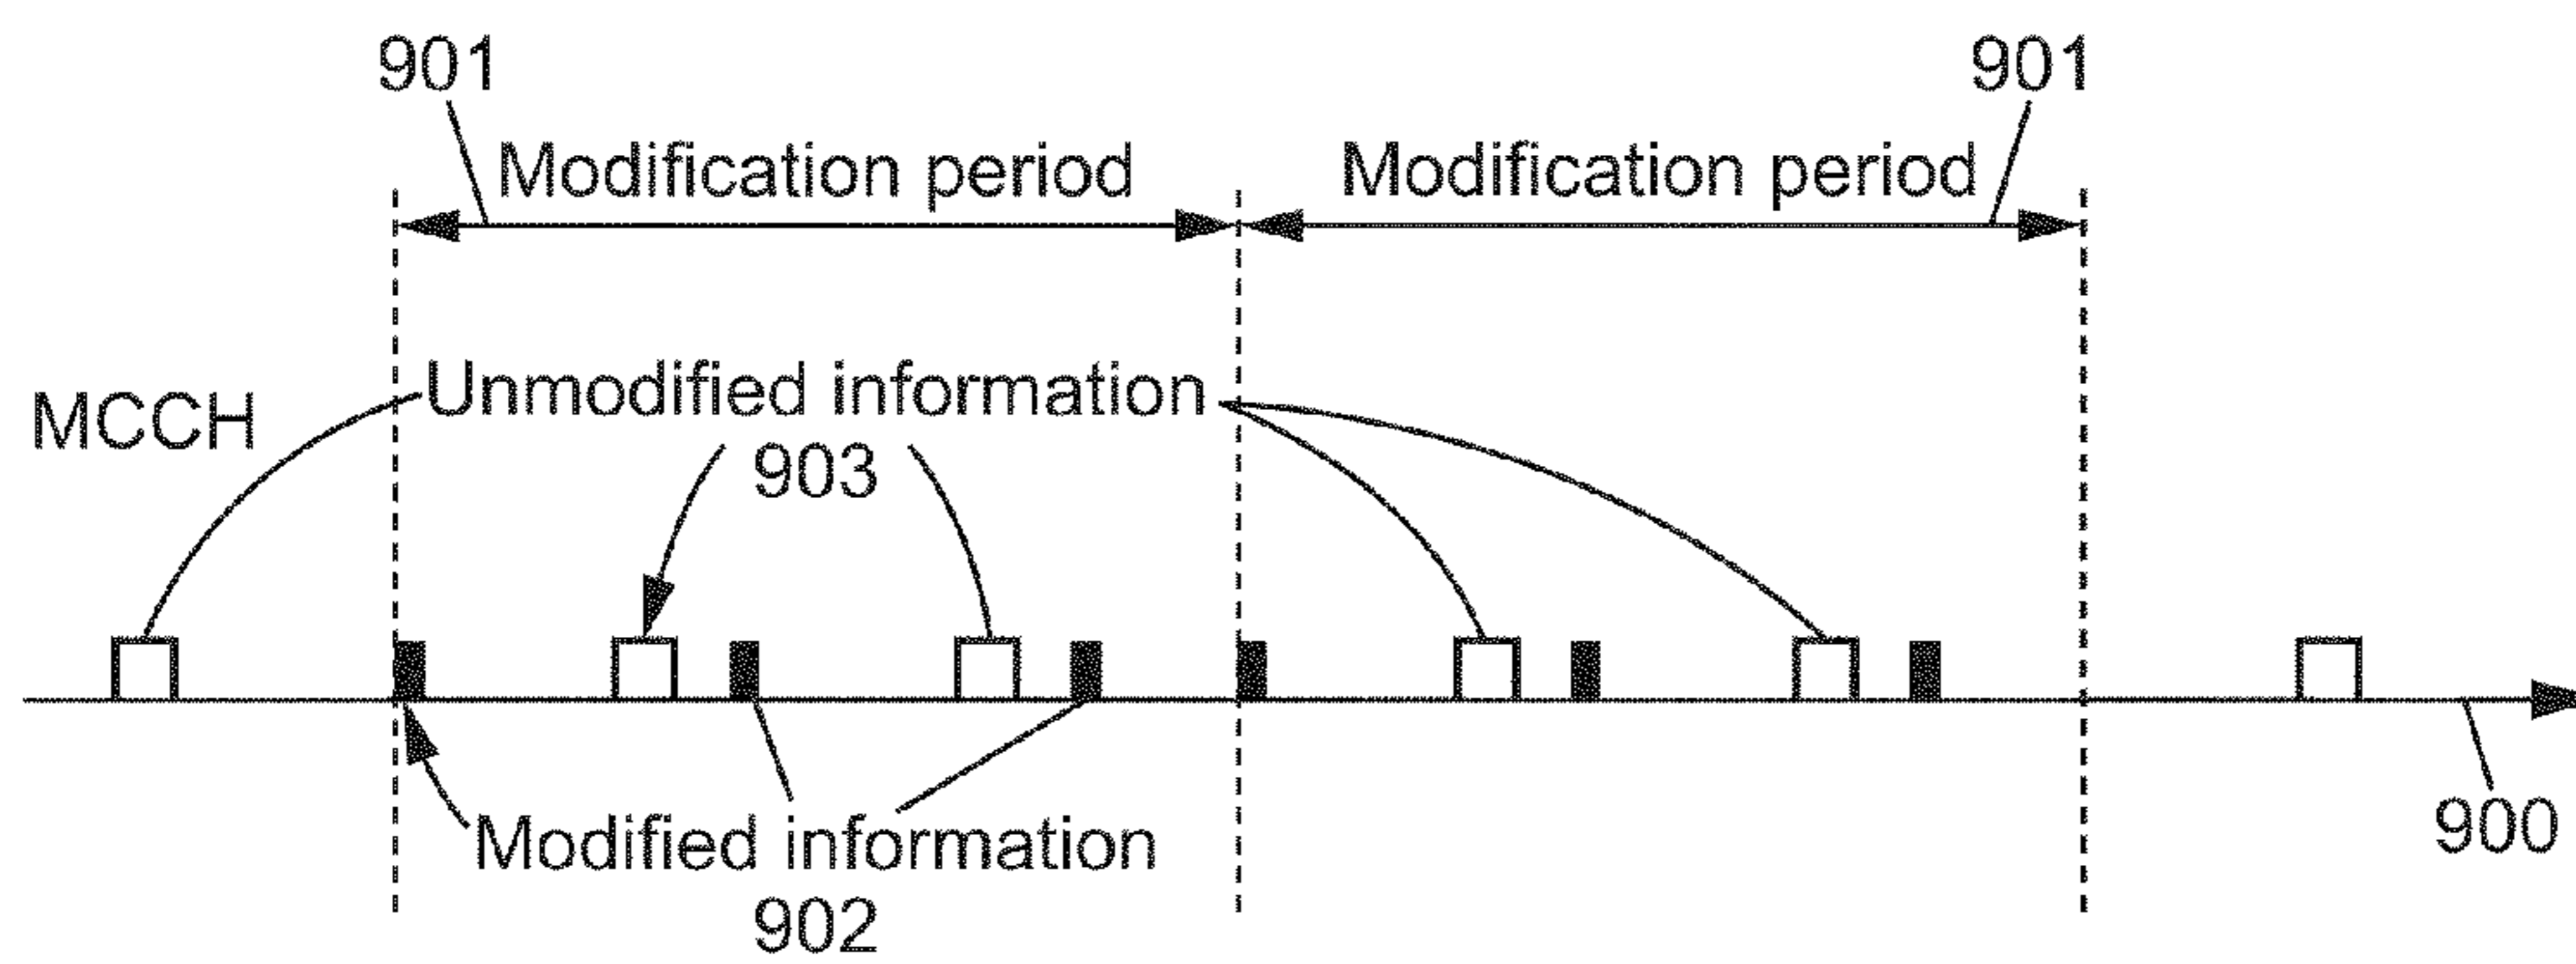 901
901
Modification period
Modification period
MCCH
Unmodified information
903
Modified information
902
900